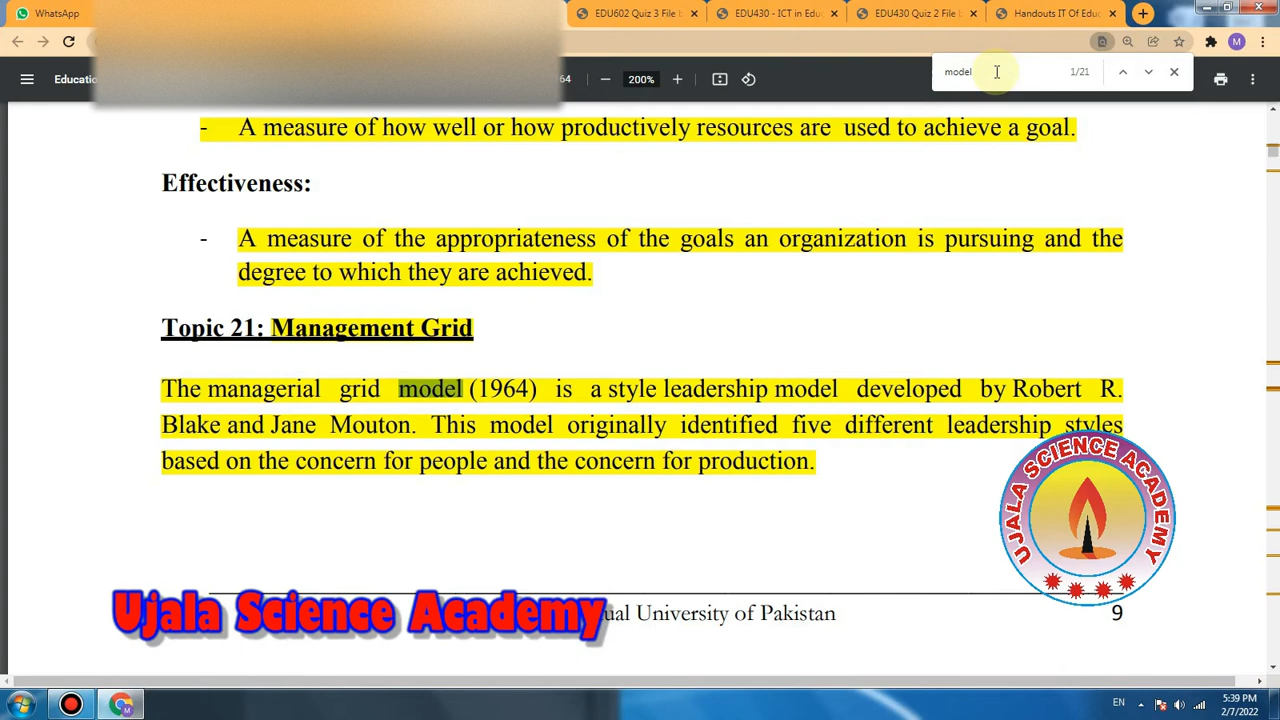 WhatsApp
EDU602 Quiz 3 File
EDU430 - ICT in Edu
EDU430 Quiz 2 File
Handouts IT Of Edu
M
Education
64
200%
model
1/21
- A measure of how well or how productively resources are used to achieve a goal.
Effectiveness:
- A measure of the appropriateness of the goals an organization is pursuing and the
degree to which they are achieved.
Topic 21: Management Grid
The managerial grid model (1964) is a style leadership model developed by Robert R.
Blake and Jane Mouton. This model originally identified five different leadership styles
based on the concern for people and the concern for production.
UJALA SCIENCE ACADEMY
Ujala Science Academy
University of Pakistan
9
EN
5:39 PM
2/7/2022